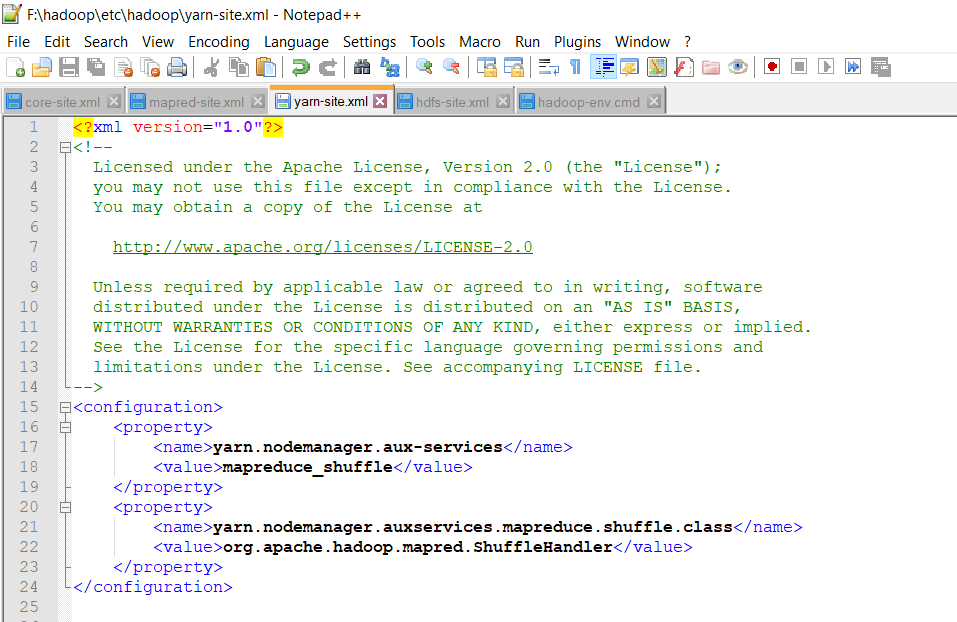 F:\hadoop\etc\hadoop\yarn-site.xml - Notepad++
File Edit Search View Encoding Language Settings Tools Macro Run Plugins Window ?
core-site.xml mapred-site.xml yarn-site.xml hdfs-site.xml hadoop-env.cmd
1 <?xml version="1.0"?>
2 <!--
3 Licensed under the Apache License, Version 2.0 (the "License");
4 you may not use this file except in compliance with the License.
5 You may obtain a copy of the License at
6
7 http://www.apache.org/licenses/LICENSE-2.0
8
9 Unless required by applicable law or agreed to in writing, software
10 distributed under the License is distributed on an "AS IS" BASIS,
11 WITHOUT WARRANTIES OR CONDITIONS OF ANY KIND, either express or implied.
12 See the License for the specific language governing permissions and
13 limitations under the License. See accompanying LICENSE file.
14 -->
15 <configuration>
16 <property>
17 <name>yarn.nodemanager.aux-services</name>
18 <value>mapreduce_shuffle</value>
19 </property>
20 <property>
21 <name>yarn.nodemanager.auxservices.mapreduce.shuffle.class</name>
22 <value>org.apache.hadoop.mapred.ShuffleHandler</value>
23 </property>
24 </configuration>
25